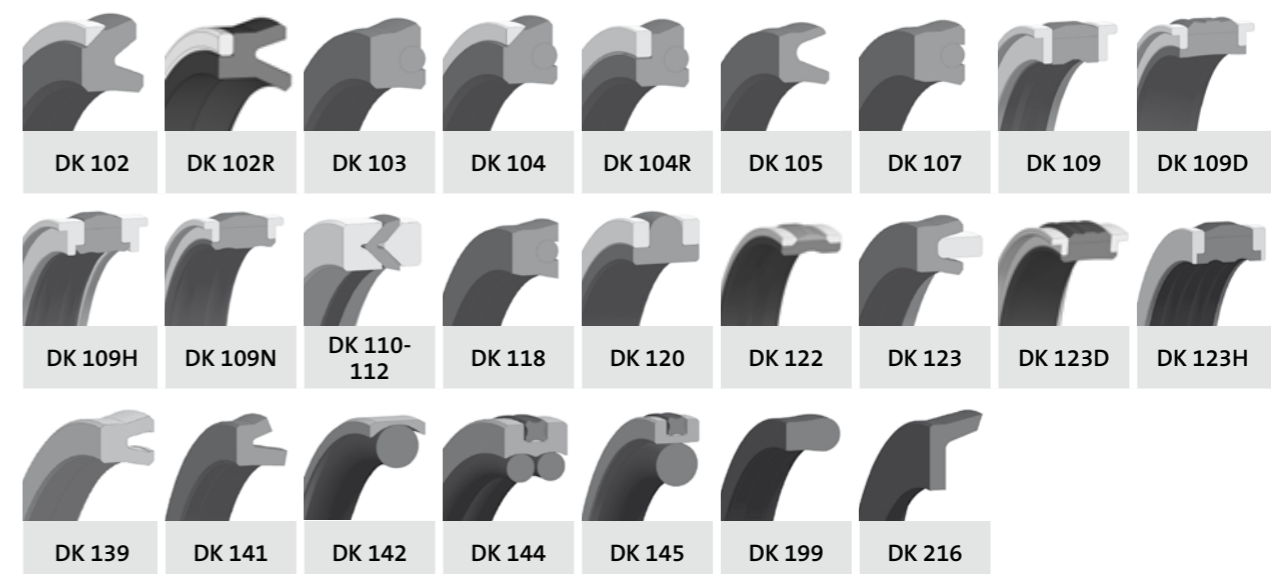 DK 102
DK 102R
DK 103
DK 104
DK 104R
DK 105
DK 107
DK 109
DK 109D
DK 109H
DK 109N
DK 110-
112
DK 118
DK 120
DK 122
DK 123
DK 123D
DK 123H
DK 139
DK 141
DK 142
DK 144
DK 145
DK 199
DK 216